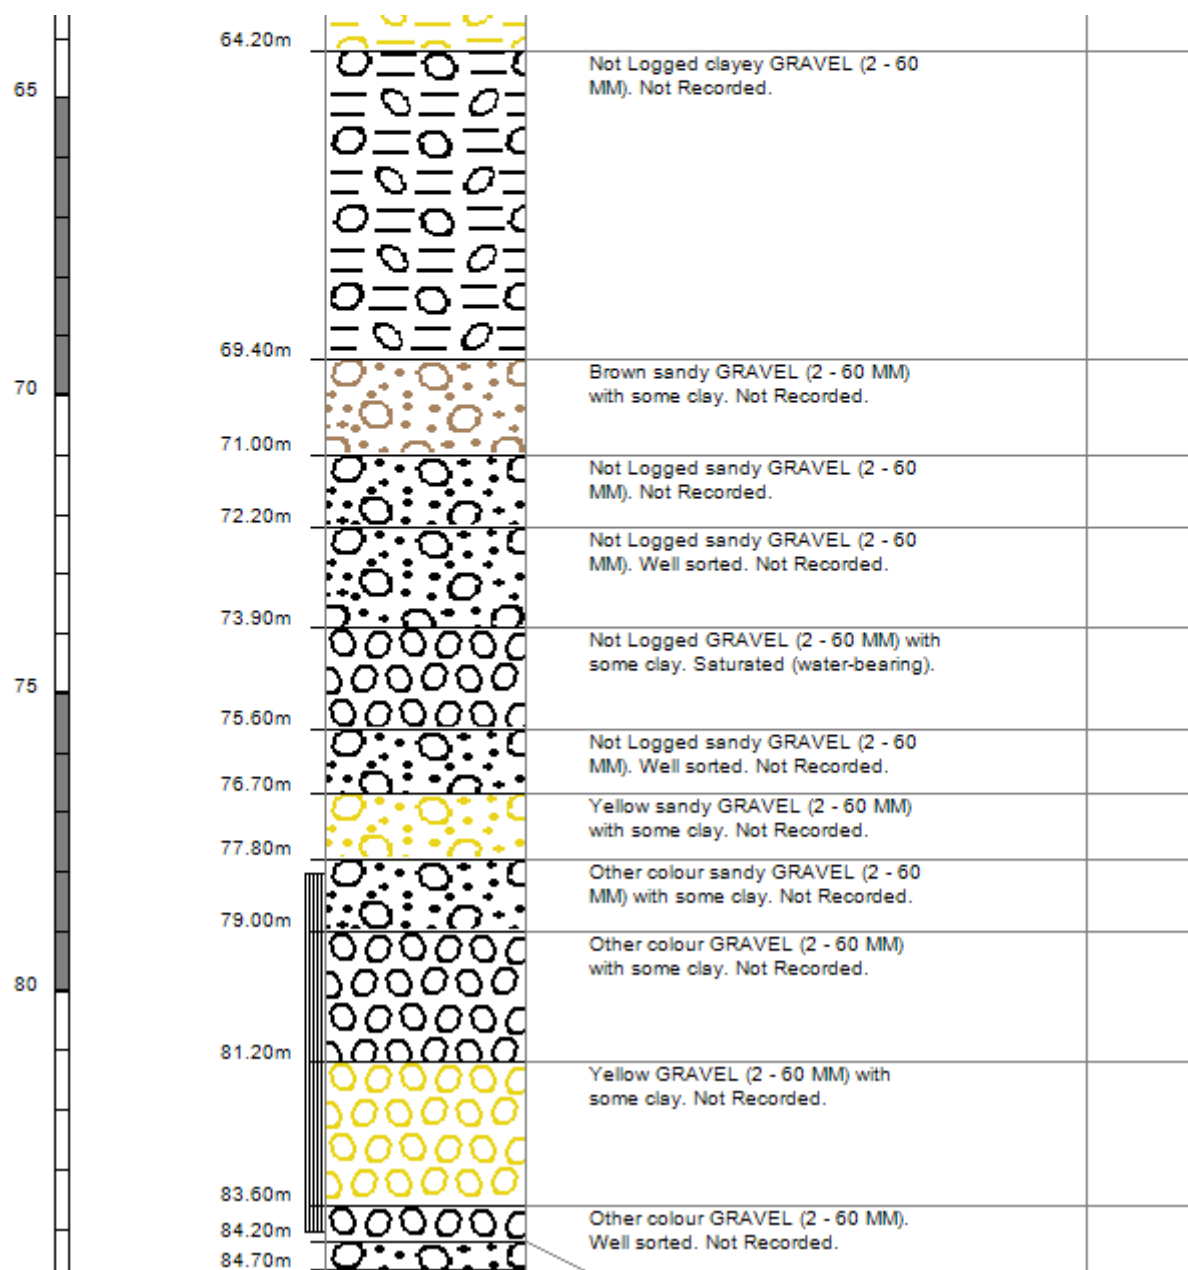 64.20m
Not Logged clayey GRAVEL (2 - 60
MM). Not Recorded.
65
69.40m
Brown sandy GRAVEL (2 - 60 MM)
with some clay. Not Recorded.
70
71.00m
Not Logged sandy GRAVEL (2 - 60
MM). Not Recorded.
72.20m
Not Logged sandy GRAVEL (2 - 60
MM). Well sorted. Not Recorded.
73.90m
Not Logged GRAVEL (2 - 60 MM) with
some clay. Saturated (water-bearing).
75
75.60m
Not Logged sandy GRAVEL (2 - 60
MM). Well sorted. Not Recorded.
76.70m
Yellow sandy GRAVEL (2 - 60 MM)
with some clay. Not Recorded.
77.80m
Other colour sandy GRAVEL (2 - 60
MM) with some clay. Not Recorded.
79.00m
Other colour GRAVEL (2 - 60 MM)
with some clay. Not Recorded.
80
81.20m
Yellow GRAVEL (2 - 60 MM) with
some clay. Not Recorded.
83.60m
Other colour GRAVEL (2 - 60 MM).
Well sorted. Not Recorded.
84.20m
84.70m